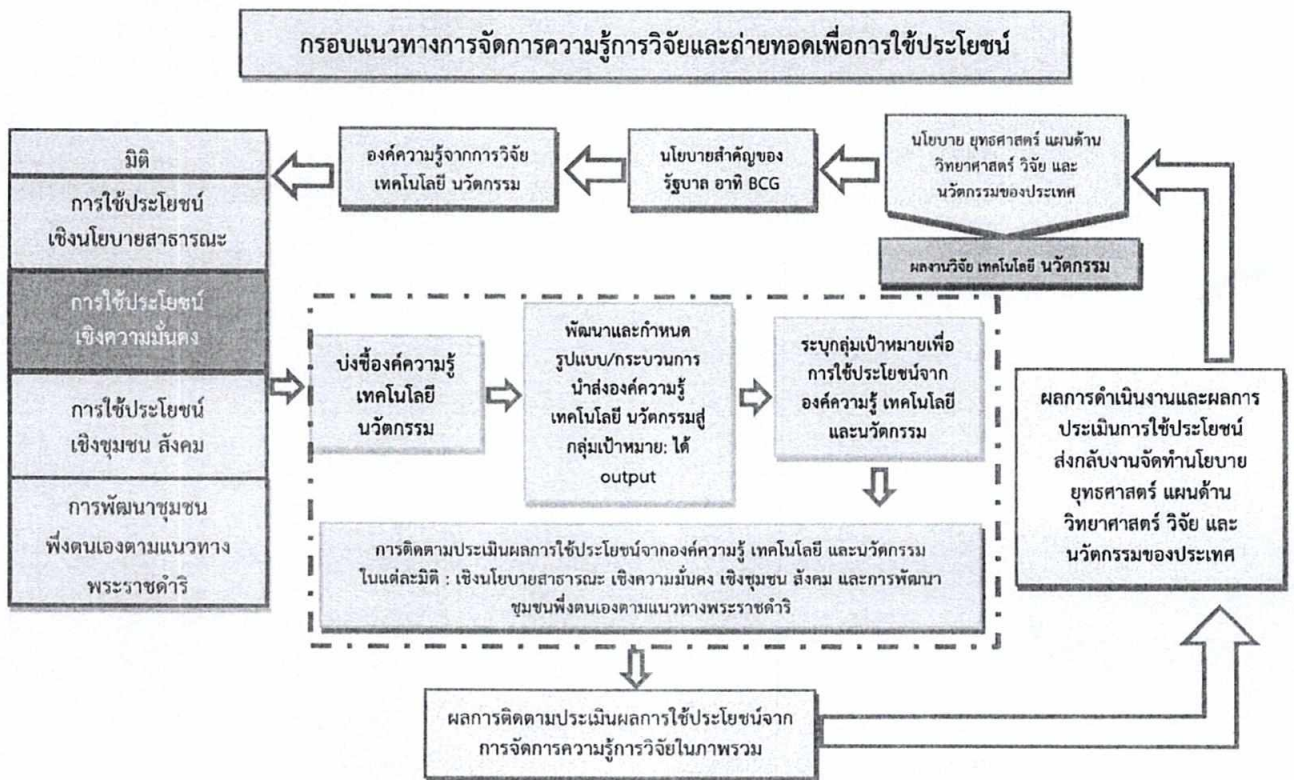 กรอบแนวทางการจัดการความรู้การวิจัยและถ่ายทอดเพื่อการใช้ประโยชน์
มิติ
การใช้ประโยชน์
เชิงนโยบายสาธารณะ
การใช้ประโยชน์
เชิงความมั่นคง
การใช้ประโยชน์
เชิงชุมชน สังคม
การพัฒนาชุมชน
พึ่งตนเองตามแนวทาง
พระราชดำริ
องค์ความรู้จากการวิจัย
เทคโนโลยี นวัตกรรม
นโยบายสำคัญของ
รัฐบาล อาทิ BCG
นโยบาย ยุทธศาสตร์ แผนด้าน
วิทยาศาสตร์ วิจัย และ
นวัตกรรมของประเทศ
ผลงานวิจัย เทคโนโลยี นวัตกรรม
บ่งชี้องค์ความรู้
เทคโนโลยี
นวัตกรรม
พัฒนาและกำหนด
รูปแบบ/กระบวนการ
นำส่งองค์ความรู้
เทคโนโลยี นวัตกรรมสู่
กลุ่มเป้าหมาย: ได้
output
ระบุกลุ่มเป้าหมายเพื่อ
การใช้ประโยชน์จาก
องค์ความรู้ เทคโนโลยี
และนวัตกรรม
การติดตามประเมินผลการใช้ประโยชน์จากองค์ความรู้ เทคโนโลยี และนวัตกรรม
ในแต่ละมิติ : เชิงนโยบายสาธารณะ เชิงความมั่นคง เชิงชุมชน สังคม และการพัฒนา
ชุมชนพึ่งตนเองตามแนวทางพระราชดำริ
ผลการติดตามประเมินผลการใช้ประโยชน์จาก
การจัดการความรู้การวิจัยในภาพรวม
ผลการดำเนินงานและผลการ
ประเมินการใช้ประโยชน์
ส่งกลับงานจัดทำนโยบาย
ยุทธศาสตร์ แผนด้าน
วิทยาศาสตร์ วิจัย และ
นวัตกรรมของประเทศ